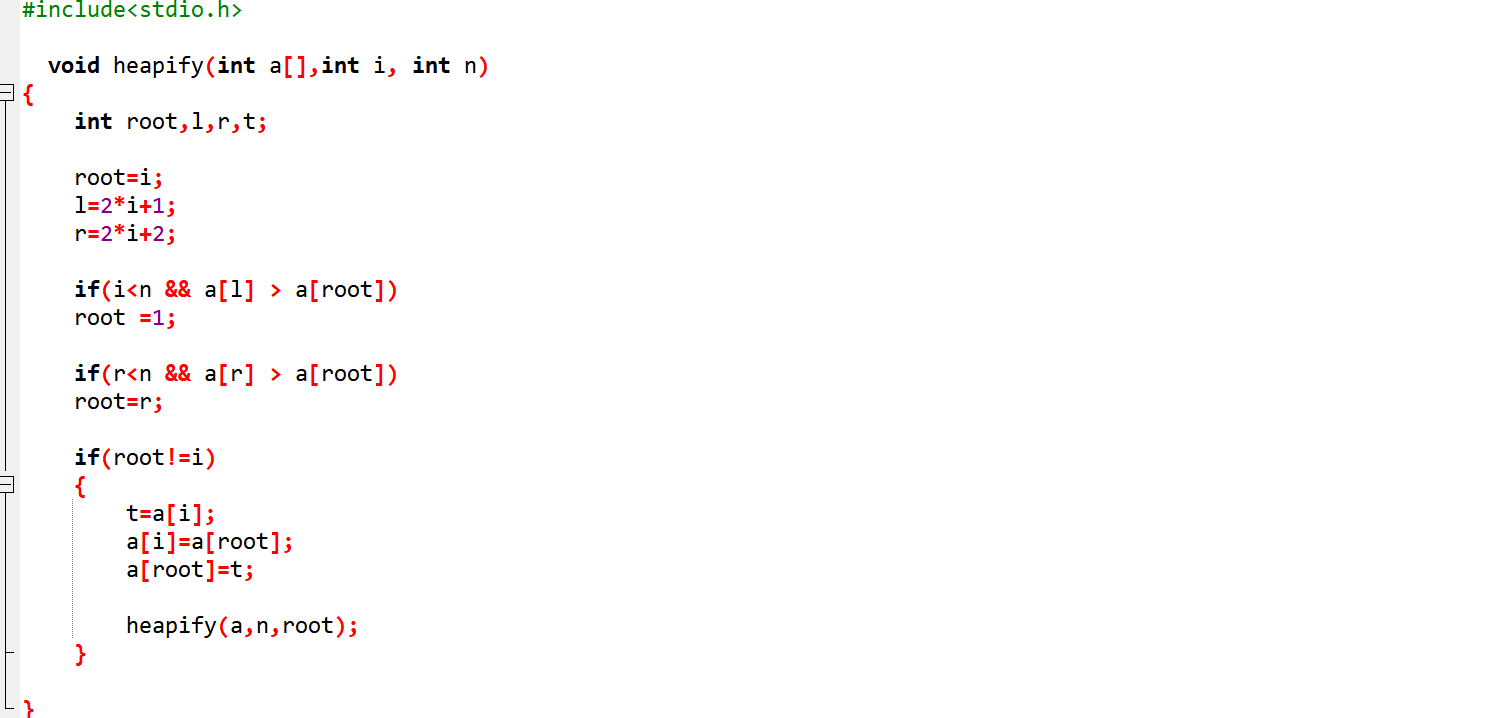 #include<stdio.h>
void heapify(int a[],int i, int n)
{
int root,l,r,t;
root=i;
l=2*i+1;
r=2*i+2;
if(i<n && a[l] > a[root])
root =1;
if(r<n && a[r] > a[root])
root=r;
if(root!=i)
{
t=a[i];
a[i]=a[root];
a[root]=t;
heapify(a,n,root);
}
}